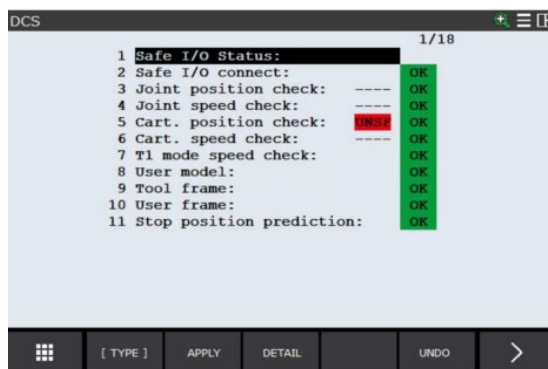 DCS
1/18
1 Safe I/O Status:
2 Safe I/O connect: OK
3 Joint position check: ---- OK
4 Joint speed check: ---- OK
5 Cart. position check: UNSF OK
6 Cart. speed check: ---- OK
7 T1 mode speed check: OK
8 User model: OK
9 Tool frame: OK
10 User frame: OK
11 Stop position prediction: OK
[ TYPE ] APPLY DETAIL UNDO